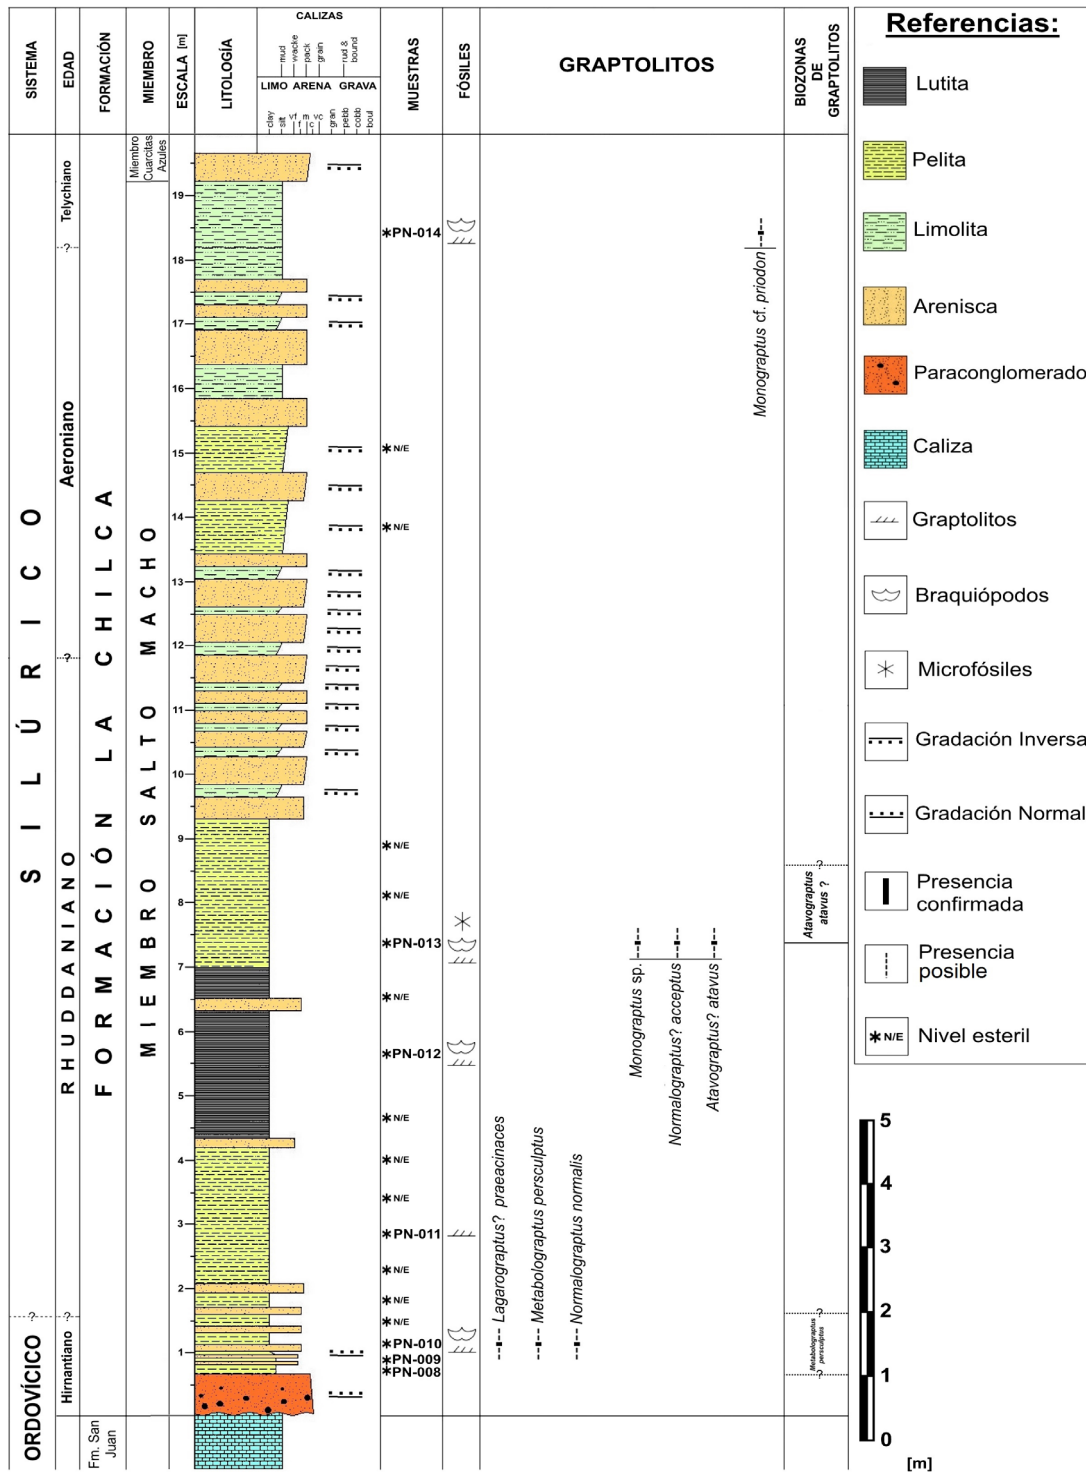 SISTEMA
EDAD
FORMACIÓN
MIEMBRO
ESCALA [m]
LITOLOGÍA
CALIZAS
mud
wacke
pack
grain
rud &
bound
LIMO ARENA GRAVA
clay
silt
vf
f
m
c
vc
gran
pebb
cobb
boul
MUESTRAS
FÓSILES
GRAPTOLITOS
BIOZONAS
DE
GRAPTOLITOS
SILÚRICO
ORDOVÍCICO
Telychiano
?
Aeroniano
?
RHUDDANIANO
?
?
Hirnantiano
FORMACIÓN LA CHILCA
Fm. San
Juan
Miembro
Cuarcitas
Azules
MIEMBRO SALTO MACHO
19
18
17
16
15
14
13
12
11
10
9
8
7
6
5
4
3
2
1
PN-014
N/E
N/E
N/E
N/E
PN-013
N/E
PN-012
N/E
N/E
N/E
PN-011
N/E
N/E
N/E
PN-010
PN-009
PN-008
Lagarograptus? praeacinaces
Metabolograptus persculptus
Normalograptus normalis
Monograptus sp.
Normalograptus? acceptus
Atavograptus? atavus
Monograptus cf. priodon
?
Atavograptus
atavus ?
?
Metabolograptus
persculptus
?
Referencias:
Lutita
Pelita
Limolita
Arenisca
Paraconglomerado
Caliza
Graptolitos
Braquiópodos
Microfósiles
Gradación Inversa
Gradación Normal
Presencia
confirmada
Presencia
posible
N/E Nivel esteril
5
4
3
2
1
0
[m]